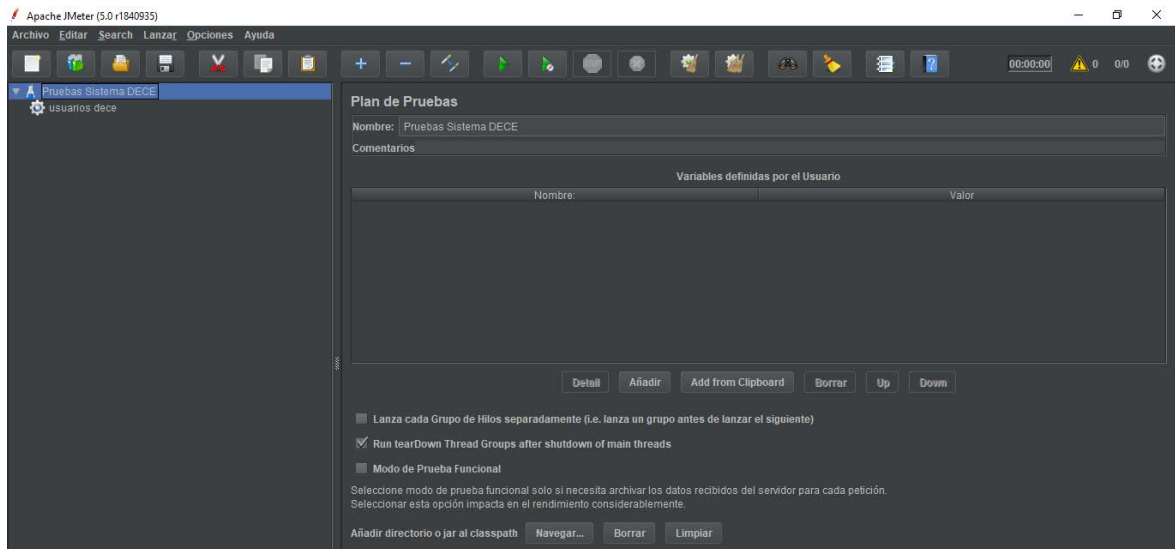 Apache JMeter (5.0 r1840935)
Archivo Editar Search Lanzar Opciones Ayuda
00:00:00 0 0/0
Pruebas Sistema DECE
usuarios dece
Plan de Pruebas
Nombre: Pruebas Sistema DECE
Comentarios
Variables definidas por el Usuario
Nombre: Valor
Detail Añadir Add from Clipboard Borrar Up Down
Lanza cada Grupo de Hilos separadamente (i.e. lanza un grupo antes de lanzar el siguiente)
Run tearDown Thread Groups after shutdown of main threads
Modo de Prueba Funcional
Seleccione modo de prueba funcional solo si necesita archivar los datos recibidos del servidor para cada petición.
Seleccionar esta opción impacta en el rendimiento considerablemente.
Añadir directorio o jar al classpath Navegar... Borrar Limpiar